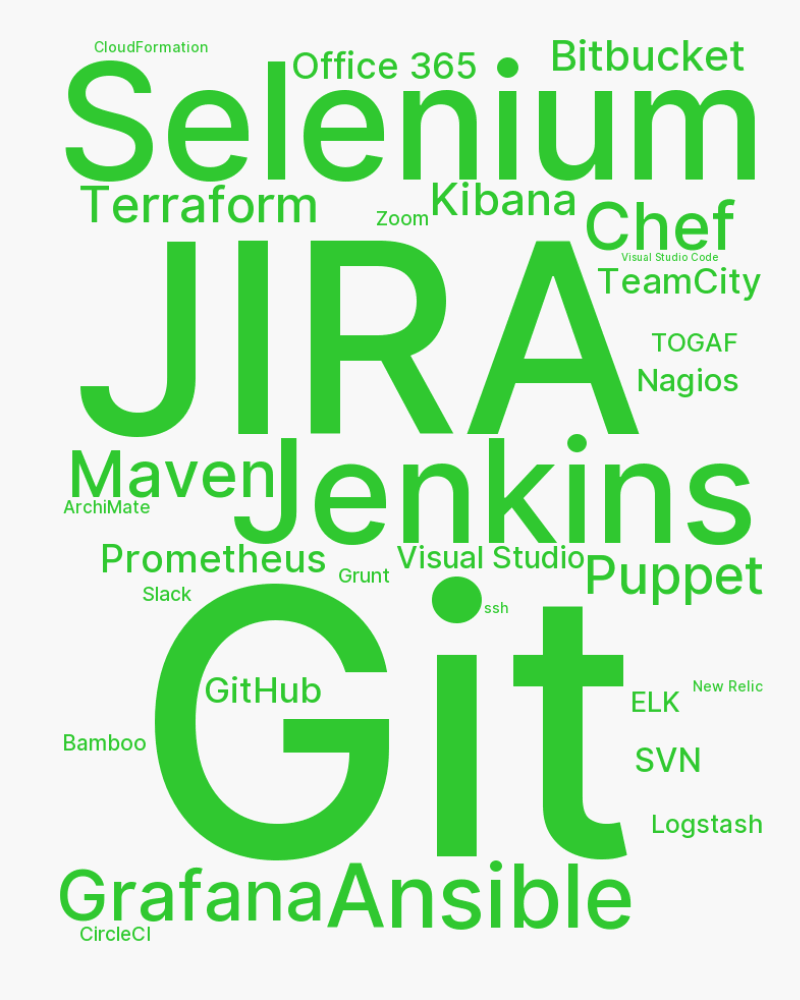 CloudFormation
Office 365
Bitbucket
Selenium
Terraform
Zoom
Kibana
Chef
Visual Studio Code
TeamCity
JIRA
TOGAF
Nagios
Maven
Jenkins
ArchiMate
Prometheus
Grunt
Visual Studio
Puppet
Slack
ssh
Git
GitHub
ELK
New Relic
Bamboo
SVN
Logstash
Grafana
Ansible
CircleCI